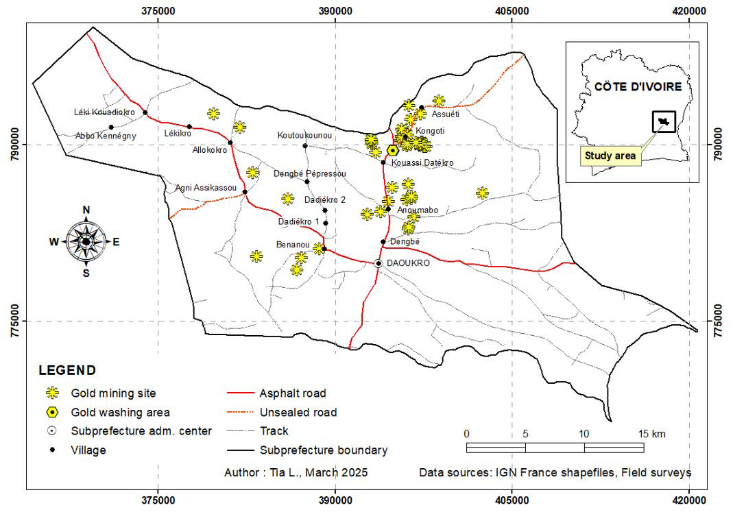 375000 390000 405000 420000
CÔTE D'IVOIRE
Study area
790000 790000
Assuéti
Léki Kouadiokro
Kongoti
Abbo Kennégny
Lékikro
Koutoukounou
Allokokro
Kouassi Datékro
Dengbé Pépressou
Agni Assikassou
Dadiékro 2
Anoumabo
Dadiékro 1
Benanou
Dengbé
DAOUKRO
N
W E
S
775000 775000
LEGEND
Gold mining site
Asphalt road
Gold washing area
Unsealed road
Subprefecture adm. center
Track
Village
Subprefecture boundary
0 5 10 15 km
Author : Tia L., March 2025
Data sources: IGN France shapefiles, Field surveys
375000 390000 405000 420000